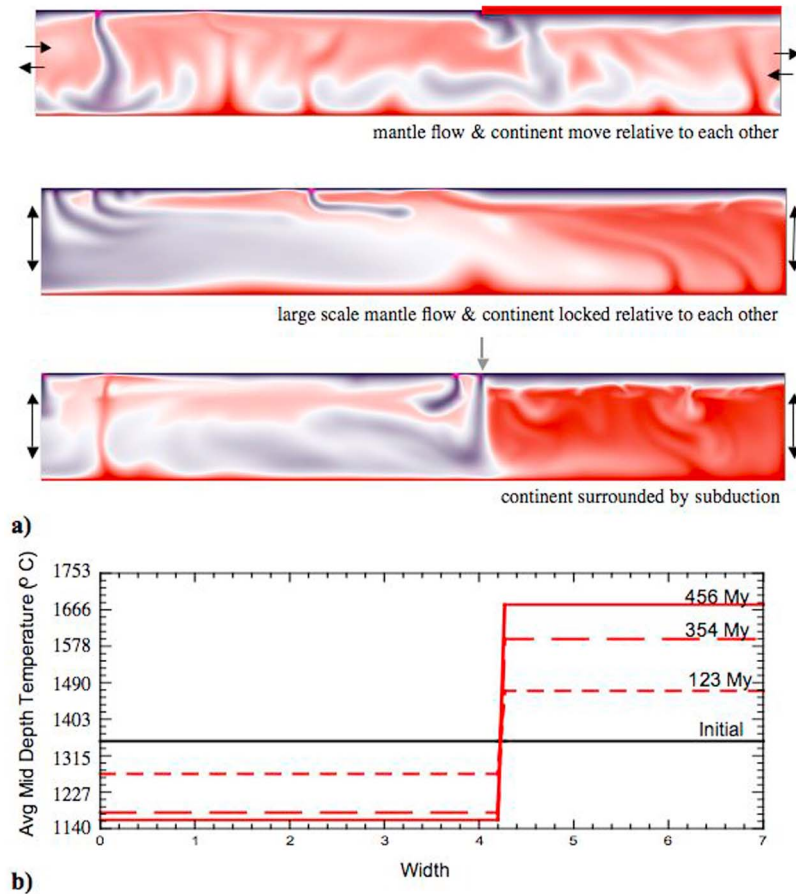 mantle flow & continent move relative to each other
large scale mantle flow & continent locked relative to each other
continent surrounded by subduction
a)
Avg Mid Depth Temperature (º C)
1753
1666
1578
1490
1403
1315
1227
1140
456 My
354 My
123 My
Initial
0 1 2 3 4 5 6 7
Width
b)